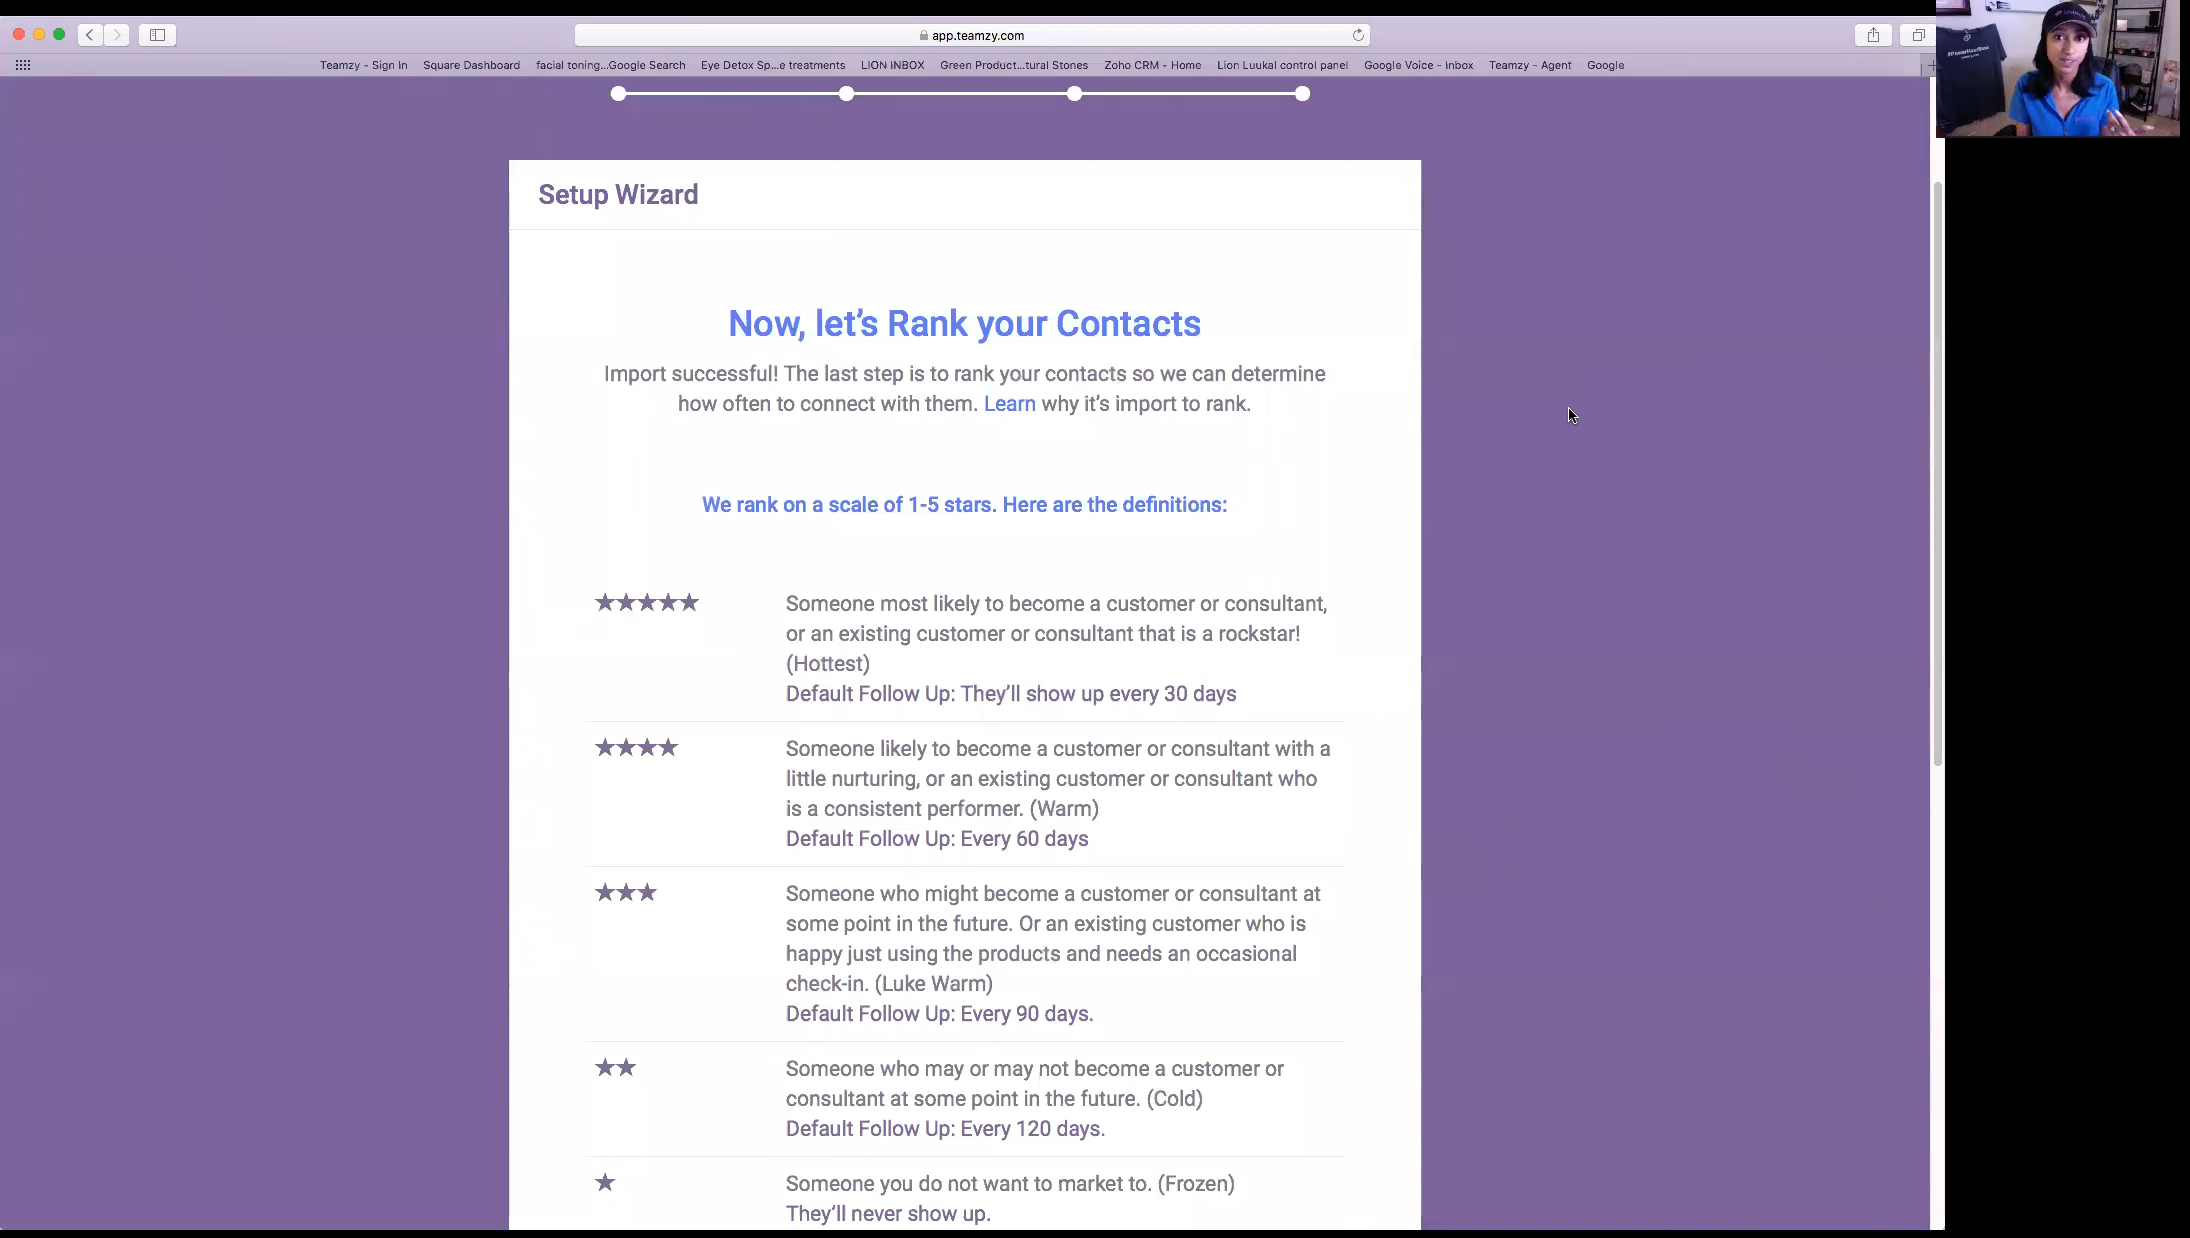 app.teamzy.com
Teamzy - Sign In Square Dashboard facial toning...Google Search Eye Detox Sp...e treatments LION INBOX Green Product...tural Stones Zoho CRM - Home Lion Luukal control panel Google Voice - Inbox Teamzy - Agent Google
Setup Wizard
Now, let's Rank your Contacts
Import successful! The last step is to rank your contacts so we can determine
how often to connect with them. Learn why it's import to rank.
We rank on a scale of 1-5 stars. Here are the definitions:
★★★★★ Someone most likely to become a customer or consultant,
or an existing customer or consultant that is a rockstar!
(Hottest)
Default Follow Up: They'll show up every 30 days
★★★★ Someone likely to become a customer or consultant with a
little nurturing, or an existing customer or consultant who
is a consistent performer. (Warm)
Default Follow Up: Every 60 days
★★★ Someone who might become a customer or consultant at
some point in the future. Or an existing customer who is
happy just using the products and needs an occasional
check-in. (Luke Warm)
Default Follow Up: Every 90 days.
★★ Someone who may or may not become a customer or
consultant at some point in the future. (Cold)
Default Follow Up: Every 120 days.
★ Someone you do not want to market to. (Frozen)
They'll never show up.